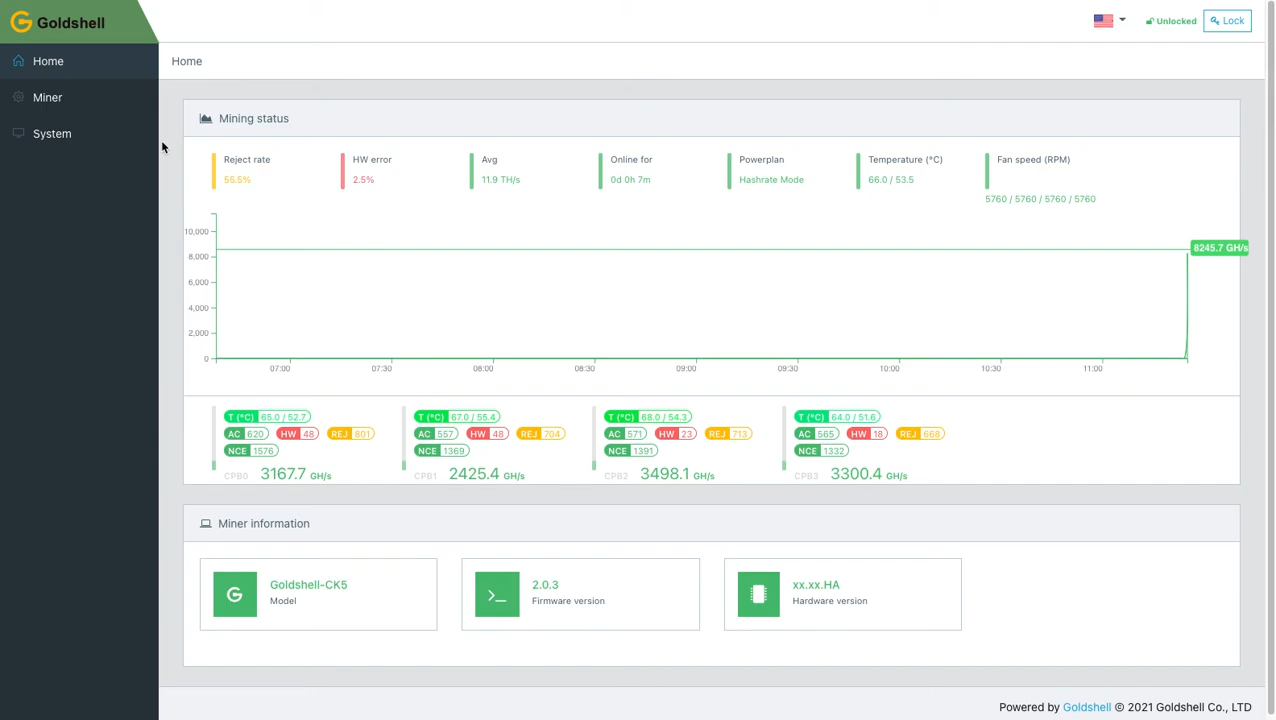 Goldshell
Unlocked
Lock
Home
Home
Miner
System
Mining status
Reject rate
55.5%
HW error
2.5%
Avg
11.9 TH/s
Online for
0d 0h 7m
Powerplan
Hashrate Mode
Temperature (°C)
66.0 / 53.5
Fan speed (RPM)
5760 / 5760 / 5760 / 5760
10,000
8,000
6,000
4,000
2,000
0
8245.7 GH/s
07:00 07:30 08:00 08:30 09:00 09:30 10:00 10:30 11:00
T (°C) 65.0 / 52.7
AC 620 HW 48 REJ 801
NCE 1576
CPB0 3167.7 GH/s
T (°C) 67.0 / 55.4
AC 557 HW 48 REJ 704
NCE 1369
CPB1 2425.4 GH/s
T (°C) 68.0 / 54.3
AC 571 HW 23 REJ 713
NCE 1391
CPB2 3498.1 GH/s
T (°C) 64.0 / 51.6
AC 565 HW 18 REJ 668
NCE 1332
CPB3 3300.4 GH/s
Miner information
Goldshell-CK5
Model
2.0.3
Firmware version
xx.xx.HA
Hardware version
Powered by Goldshell © 2021 Goldshell Co., LTD